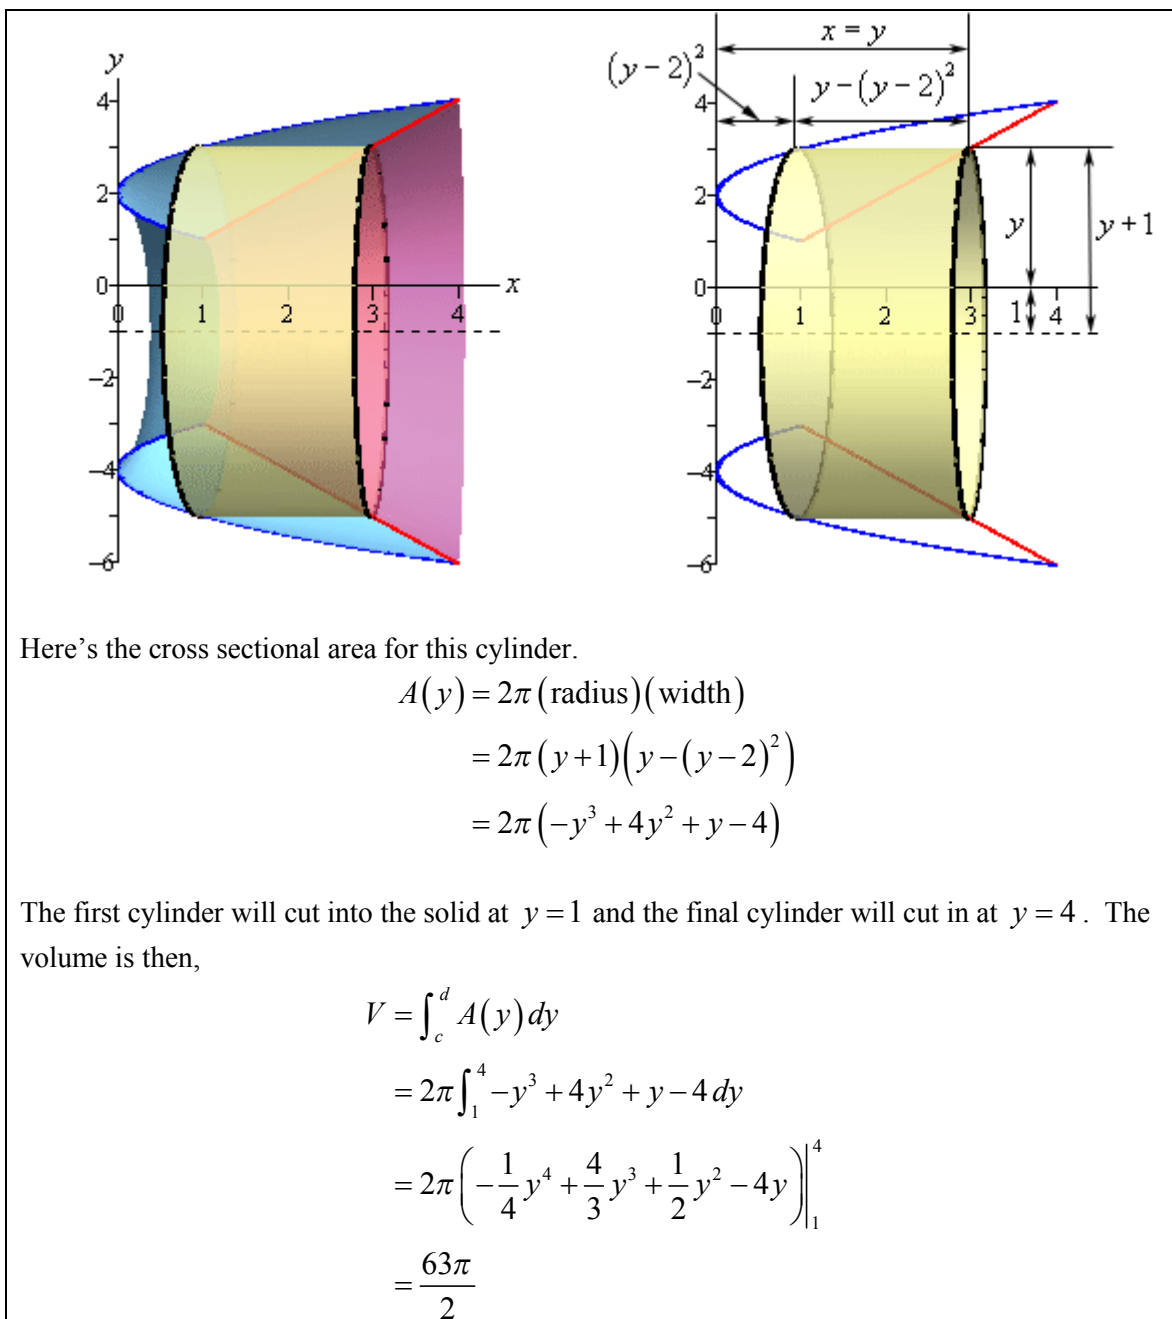 y
4
2
0
−2
−4
−6
0 1 2 3 4
x
x = y
(y − 2)²
y − (y − 2)²
4
2
0
−2
−4
−6
0 1 2 3 4
y
y + 1
1
Here’s the cross sectional area for this cylinder.
A(y) = 2π(radius)(width)
= 2π(y+1)(y−(y−2)²)
= 2π(−y³ + 4y² + y − 4)
The first cylinder will cut into the solid at y = 1 and the final cylinder will cut in at y = 4 . The
volume is then,
V = ∫_c^d A(y) dy
= 2π ∫_1^4 −y³ + 4y² + y − 4 dy
= 2π (−1/4 y⁴ + 4/3 y³ + 1/2 y² − 4y)|_1^4
= 63π/2